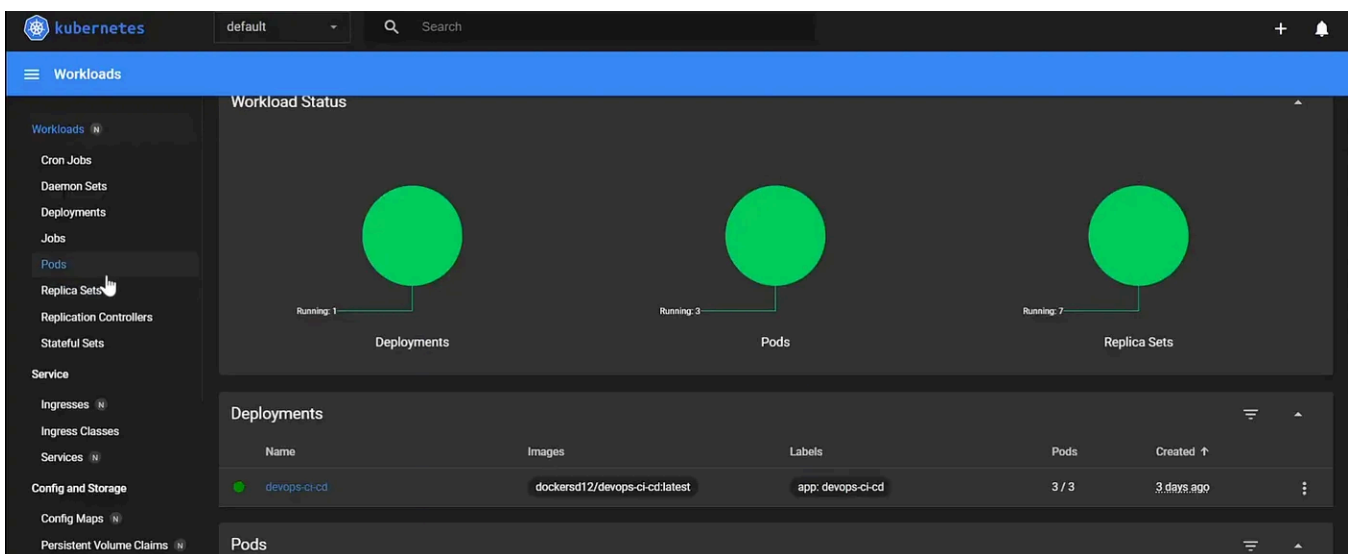 kubernetes
default
Search
Workloads
Workloads N
Cron Jobs
Daemon Sets
Deployments
Jobs
Pods
Replica Sets
Replication Controllers
Stateful Sets
Service
Ingresses N
Ingress Classes
Services N
Config and Storage
Config Maps N
Persistent Volume Claims N
Workload Status
Running: 1
Deployments
Running: 3
Pods
Running: 7
Replica Sets
Deployments
Name Images Labels Pods Created ↑
devops-ci-cd dockersd12/devops-ci-cd:latest app: devops-ci-cd 3 / 3 3 days ago
Pods